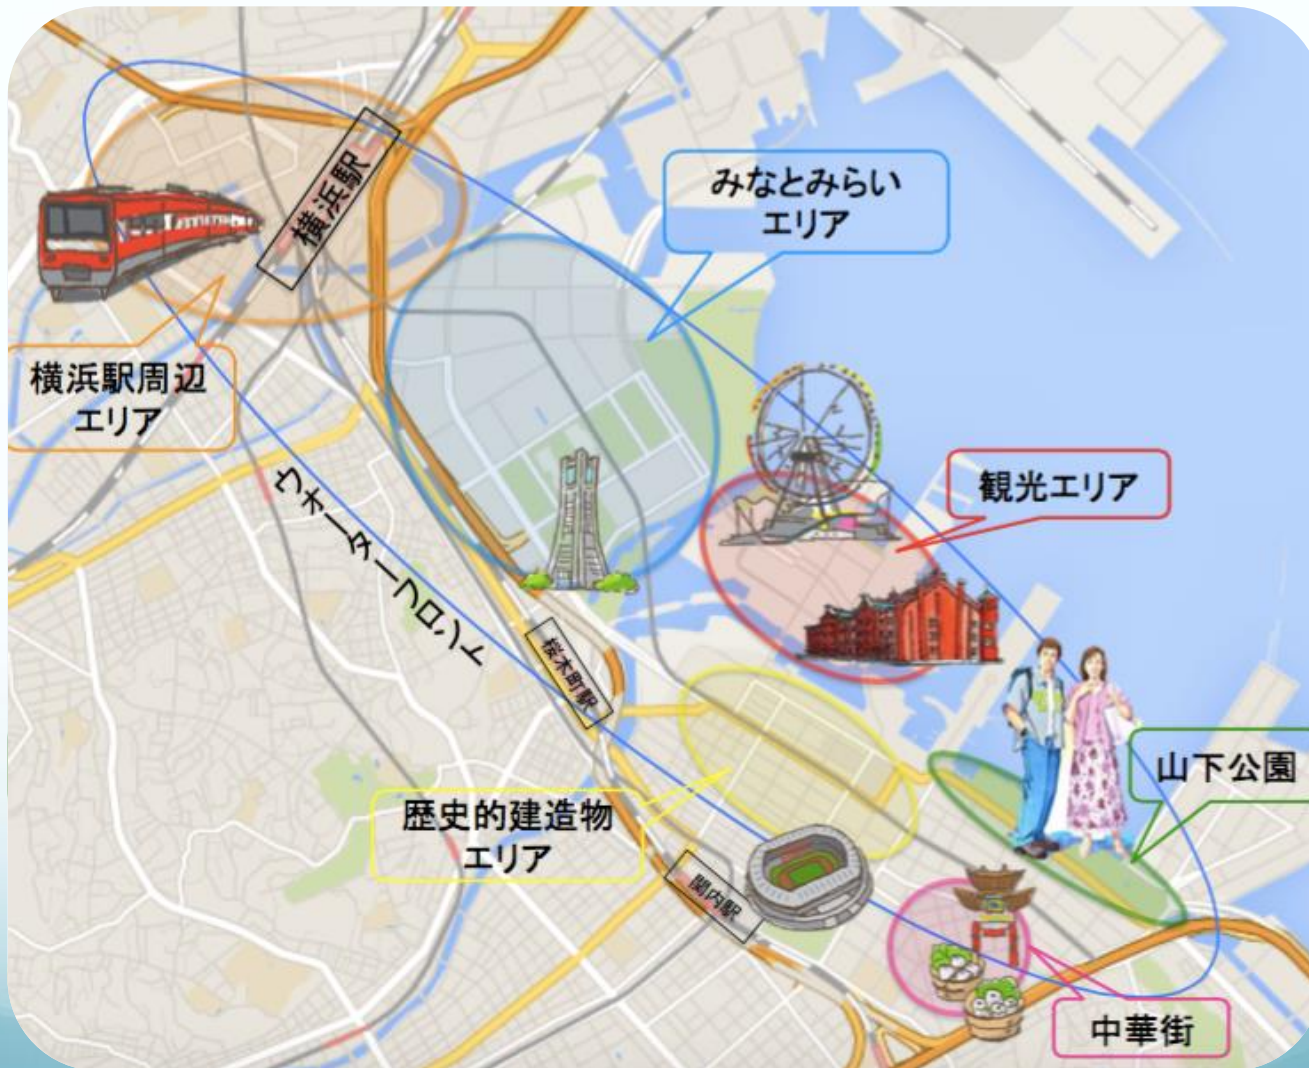 横浜駅
みなとみらい
エリア
横浜駅周辺
エリア
観光エリア
ウォーターフロント
桜木町駅
山下公園
歴史的建造物
エリア
関内駅
中華街